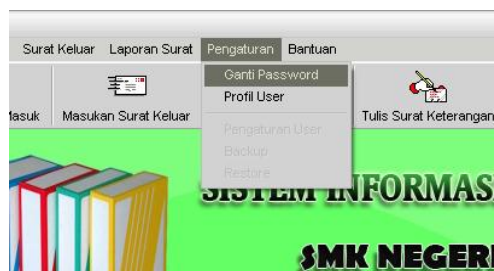 Surat Keluar Laporan Surat Pengaturan Bantuan
Ganti Password
Profil User
Masukan Surat Keluar
Tulis Surat Keterangan
Pengaturan User
Backup
Restore
SISTEM INFORMAS
SMK NEGERI